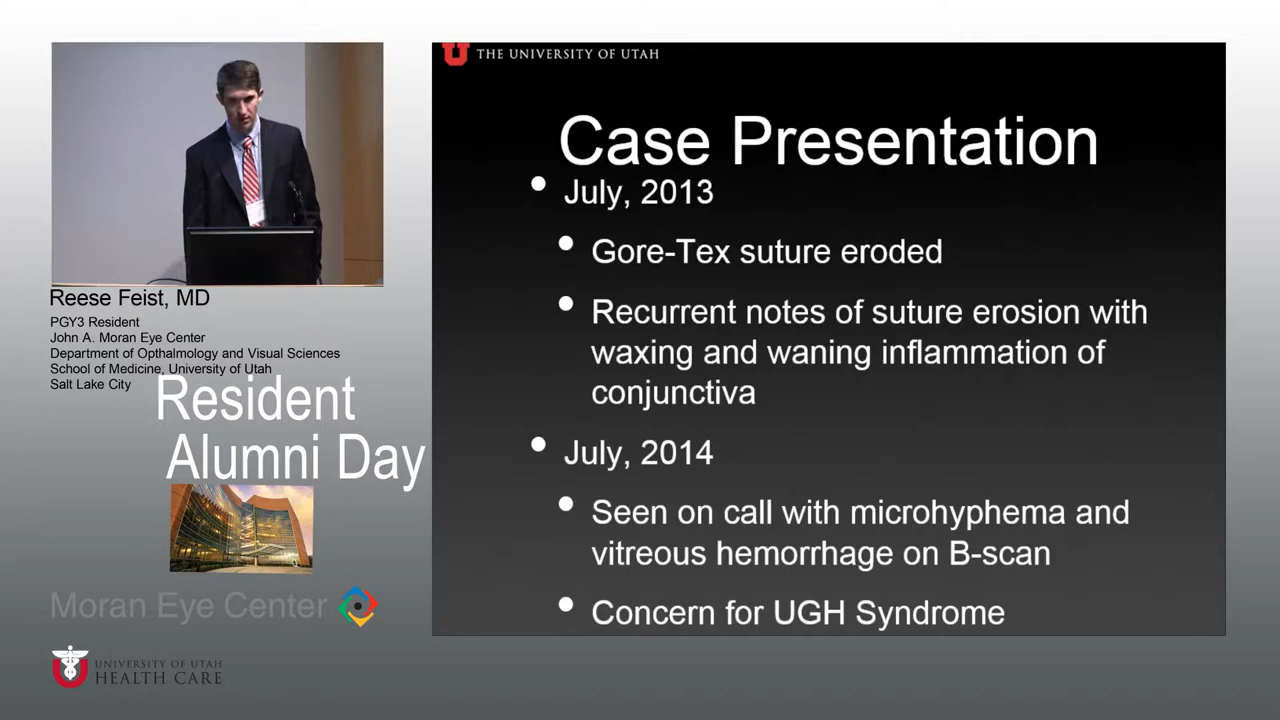 Reese Feist, MD
PGY3 Resident
John A. Moran Eye Center
Department of Opthalmology and Visual Sciences
School of Medicine, University of Utah
Salt Lake City
Resident
Alumni Day
Moran Eye Center
UNIVERSITY OF UTAH
HEALTH CARE
THE UNIVERSITY OF UTAH
Case Presentation
• July, 2013
• Gore-Tex suture eroded
• Recurrent notes of suture erosion with
waxing and waning inflammation of
conjunctiva
• July, 2014
• Seen on call with microhyphema and
vitreous hemorrhage on B-scan
• Concern for UGH Syndrome